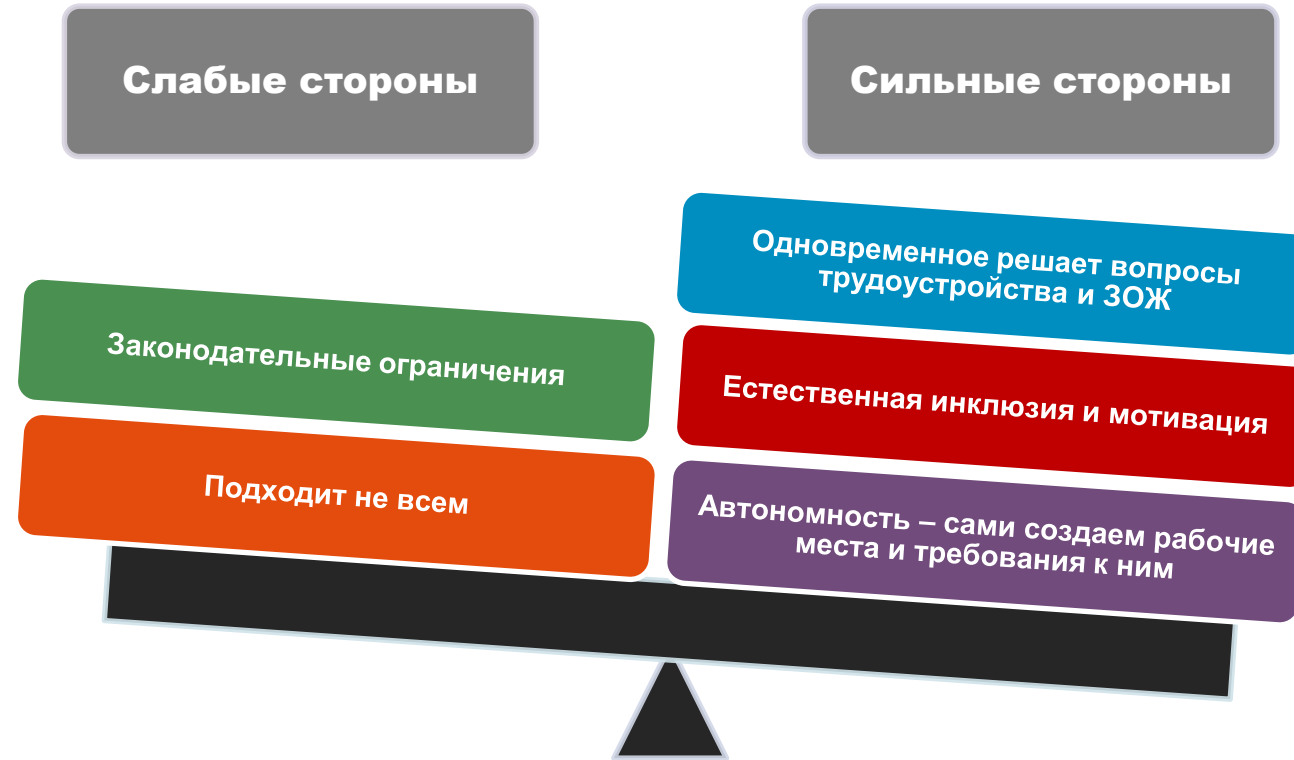 Слабые стороны
Сильные стороны
Законодательные ограничения
Подходит не всем
Одновременное решает вопросы
трудоустройства и ЗОЖ
Естественная инклюзия и мотивация
Автономность – сами создаем рабочие
места и требования к ним